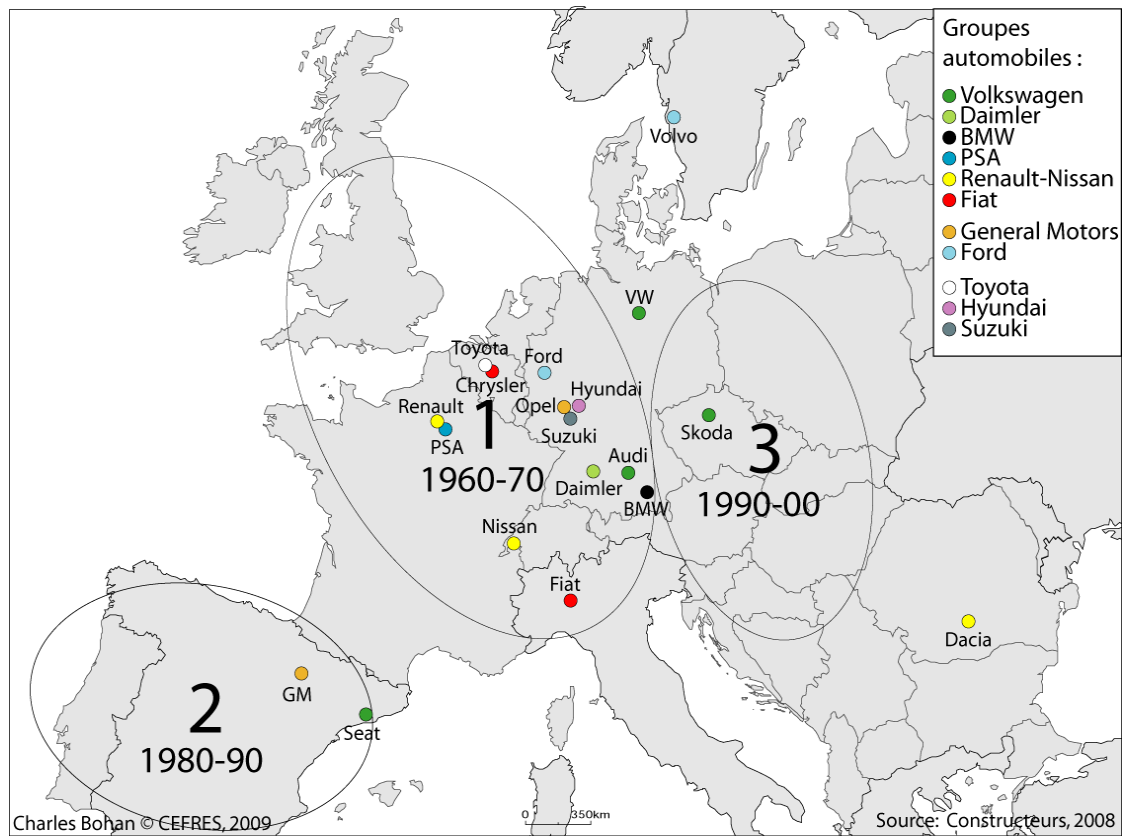 Groupes
automobiles :
Volkswagen
Daimler
BMW
PSA
Renault-Nissan
Fiat
General Motors
Ford
Toyota
Hyundai
Suzuki
Volvo
VW
Toyota
Ford
Chrysler
Hyundai
Renault
Opel
PSA
1
Suzuki
Skoda
3
1960-70
Audi
Daimler
1990-00
BMW
Nissan
Fiat
Dacia
GM
2
Seat
1980-90
0 350km
Charles Bohan © CEFRES, 2009
Source: Constructeurs, 2008